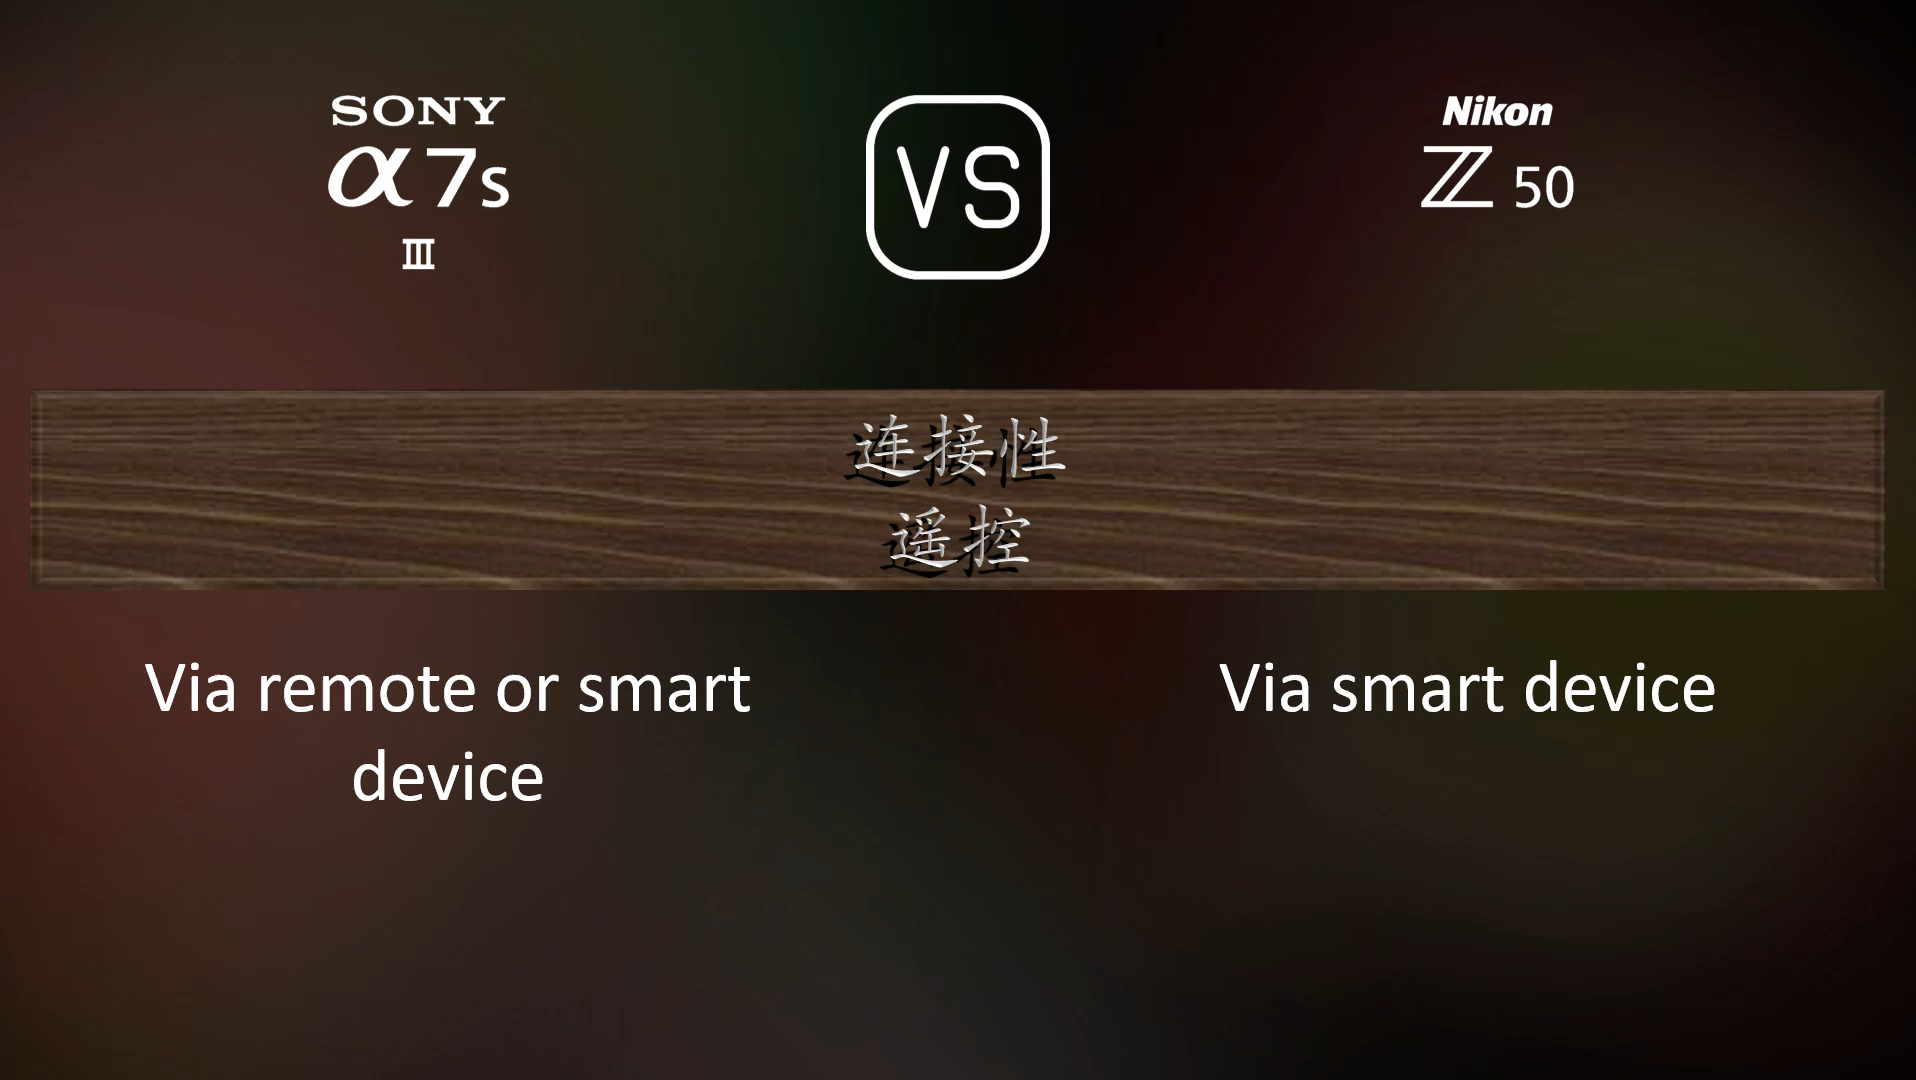 SONY
α7s
III
VS
Nikon
Z 50
连接性
遥控
Via remote or smart
device
Via smart device